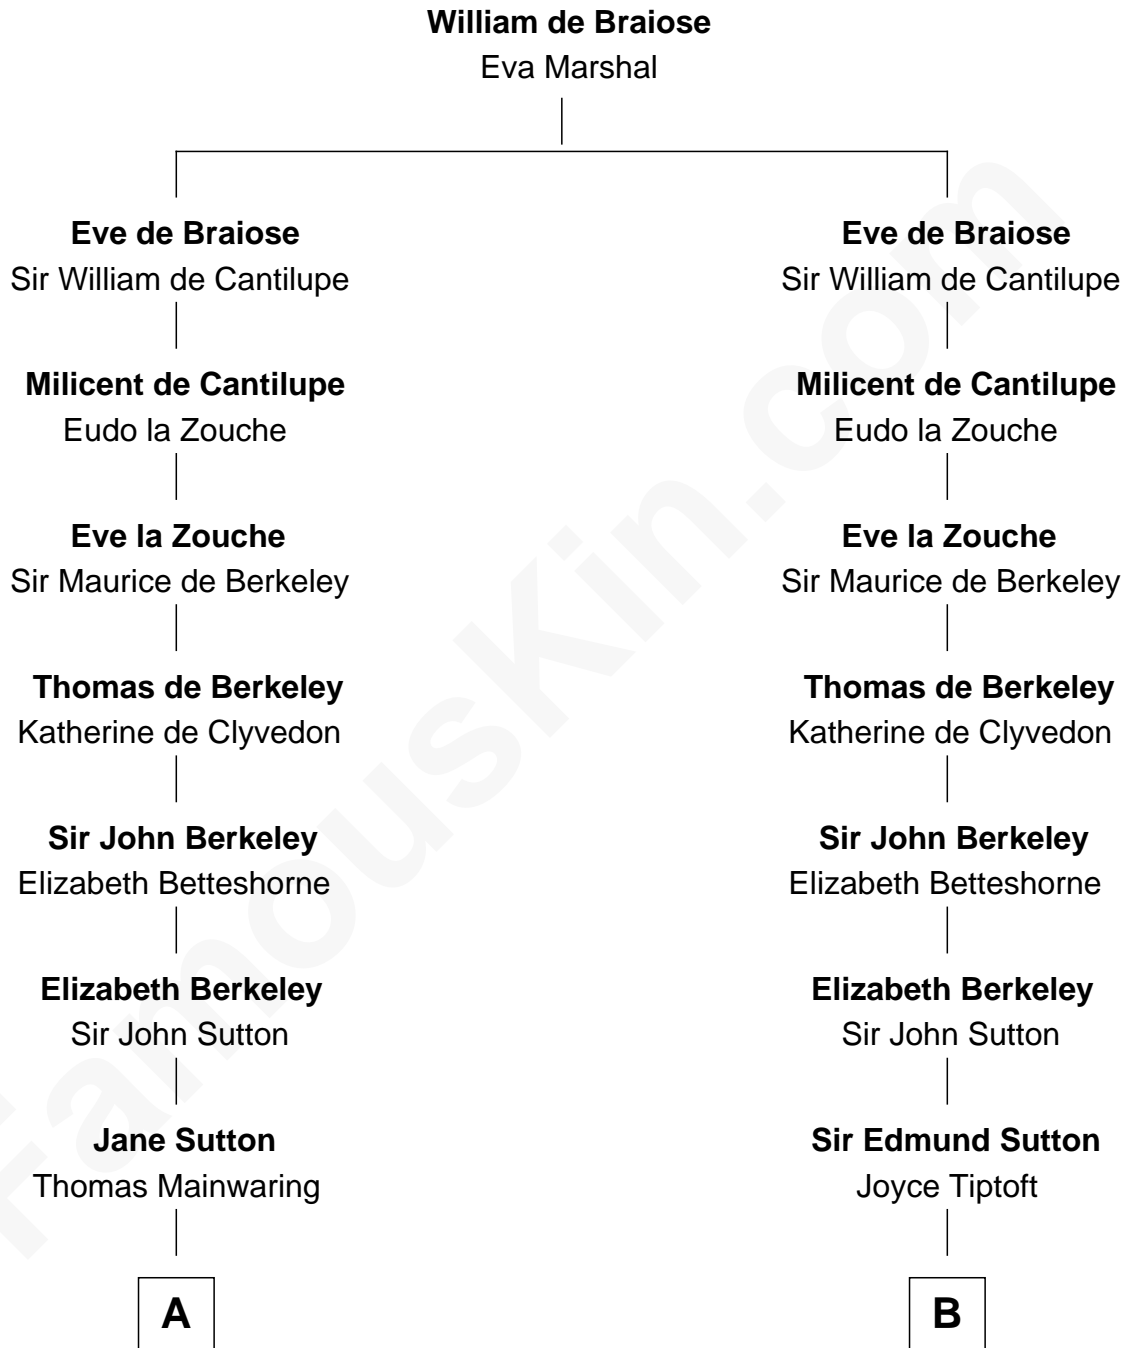 William de Braiose
Eva Marshal
Eve de Braiose
Sir William de Cantilupe
Milicent de Cantilupe
Eudo la Zouche
Eve la Zouche
Sir Maurice de Berkeley
Thomas de Berkeley
Katherine de Clyvedon
Sir John Berkeley
Elizabeth Betteshorne
Elizabeth Berkeley
Sir John Sutton
Jane Sutton
Thomas Mainwaring
A
Eve de Braiose
Sir William de Cantilupe
Milicent de Cantilupe
Eudo la Zouche
Eve la Zouche
Sir Maurice de Berkeley
Thomas de Berkeley
Katherine de Clyvedon
Sir John Berkeley
Elizabeth Betteshorne
Elizabeth Berkeley
Sir John Sutton
Sir Edmund Sutton
Joyce Tiptoft
B
FamousKin.com